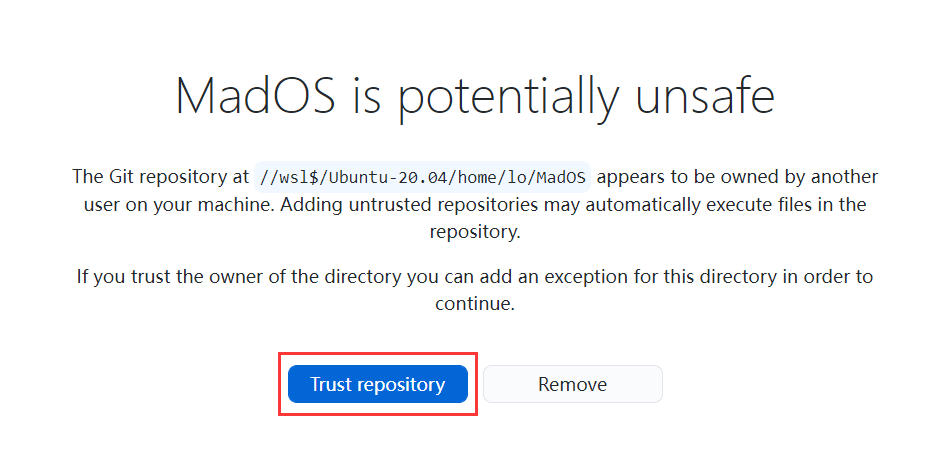 MadOS is potentially unsafe
The Git repository at //wsl$/Ubuntu-20.04/home/lo/MadOS appears to be owned by another
user on your machine. Adding untrusted repositories may automatically execute files in the
repository.
If you trust the owner of the directory you can add an exception for this directory in order to
continue.
Trust repository
Remove